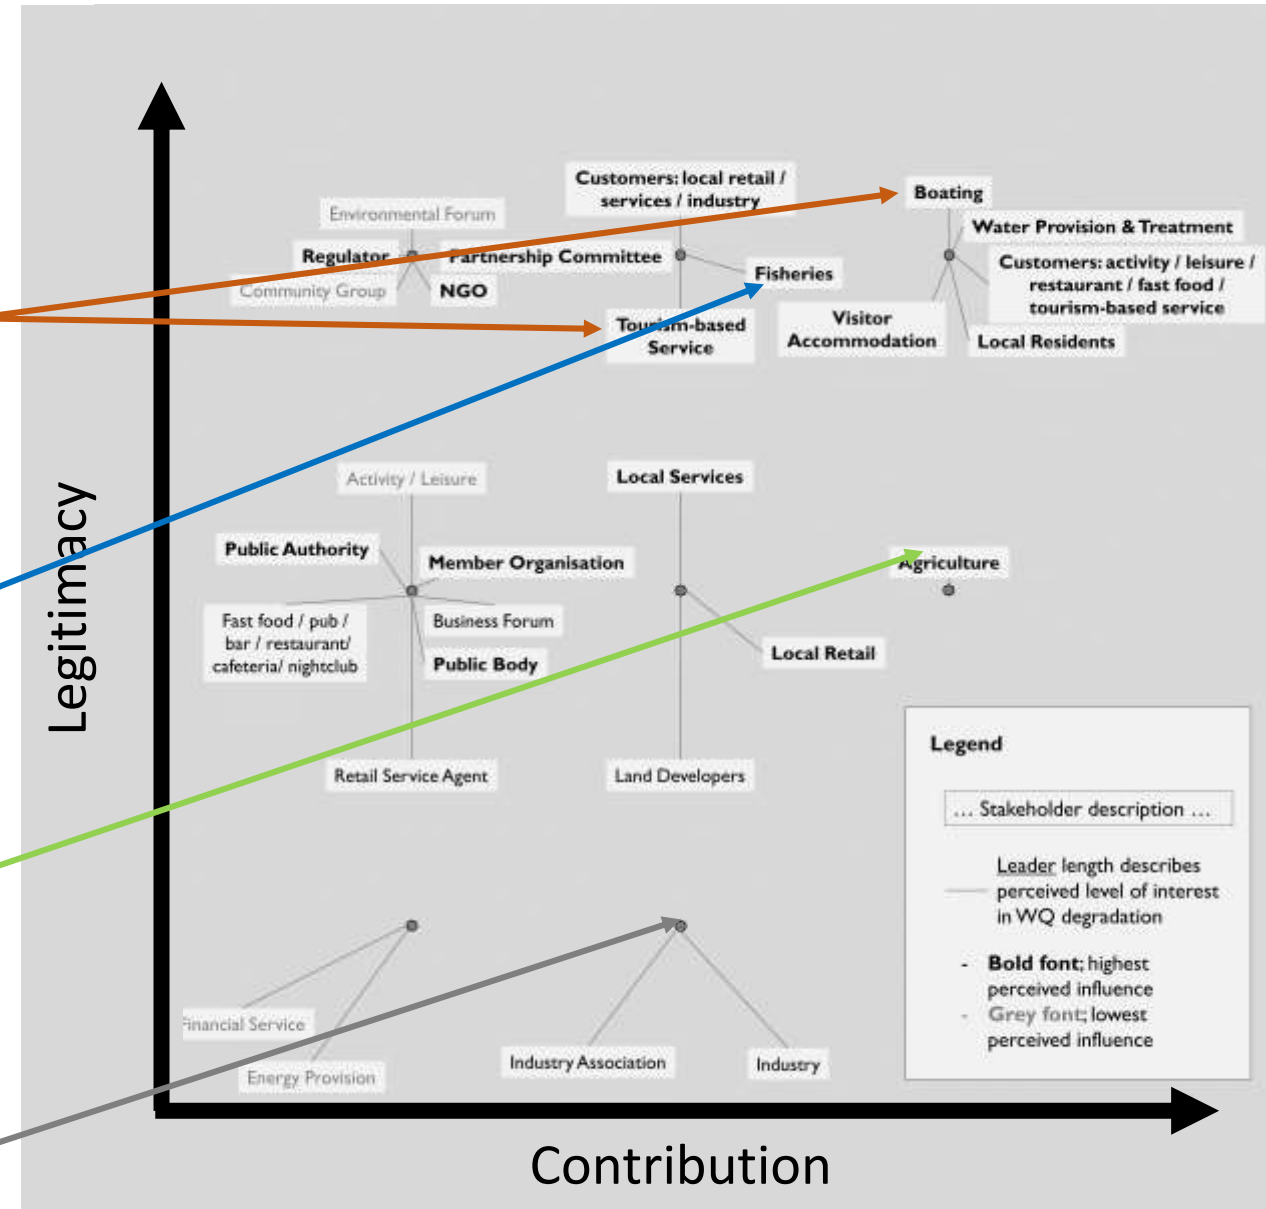 Customers: local retail /
services / industry
Boating
Environmental Forum
Water Provision & Treatment
Regulator
Partnership Committee
Customers: activity / leisure /
restaurant / fast food /
tourism-based service
Fisheries
Community Group
NGO
Tourism-based
Service
Visitor
Accommodation
Local Residents
Legitimacy
Activity / Leisure
Local Services
Public Authority
Member Organisation
Agriculture
Fast food / pub /
bar / restaurant/
cafeteria/ nightclub
Business Forum
Public Body
Local Retail
Retail Service Agent
Land Developers
Legend
... Stakeholder description ...
Leader length describes
perceived level of interest
in WQ degradation
- Bold font; highest
perceived influence
- Grey font; lowest
perceived influence
Financial Service
Energy Provision
Industry Association
Industry
Contribution